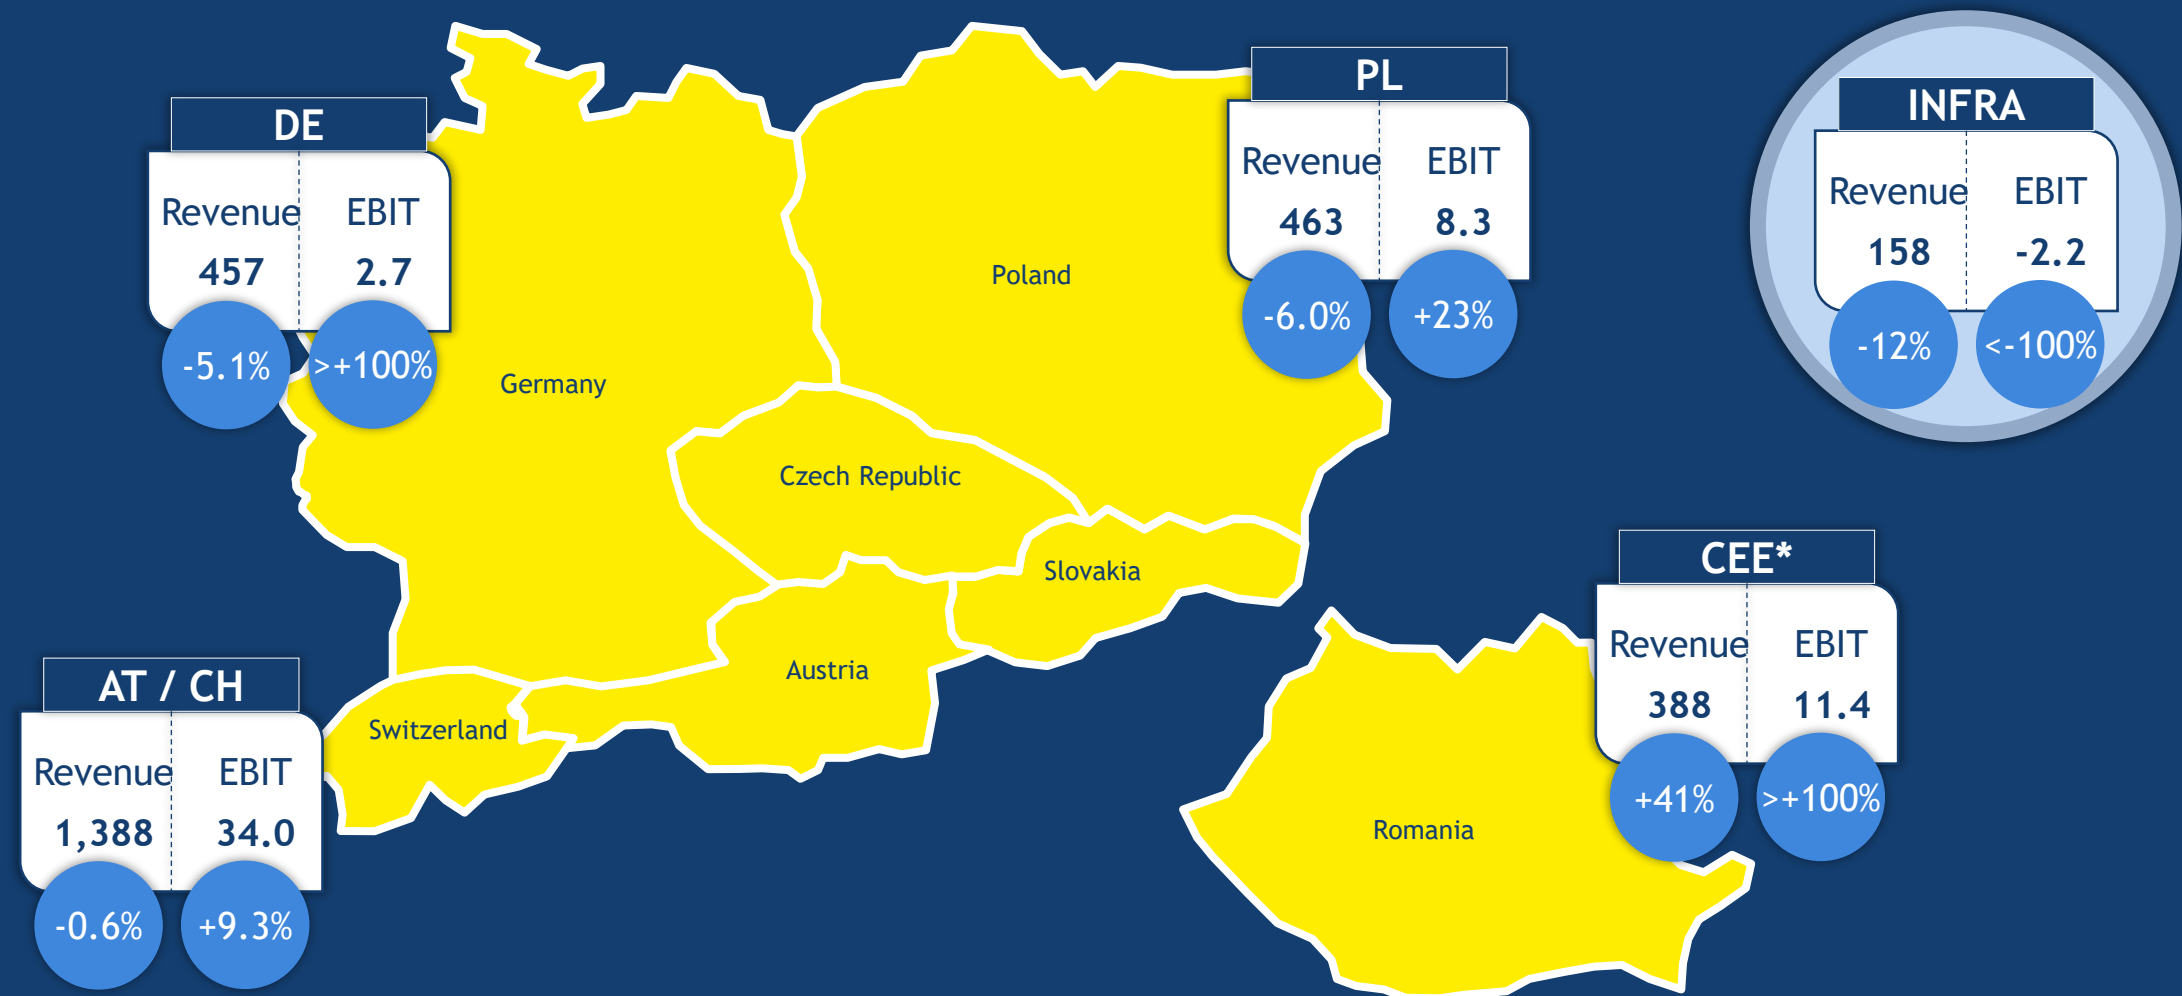 DE
Revenue EBIT
457 2.7
-5.1% >+100%
PL
Revenue EBIT
463 8.3
-6.0% +23%
INFRA
Revenue EBIT
158 -2.2
-12% <-100%
Poland
Germany
Czech Republic
Slovakia
Austria
Switzerland
CEE*
Revenue EBIT
388 11.4
+41% >+100%
Romania
AT / CH
Revenue EBIT
1,388 34.0
-0.6% +9.3%